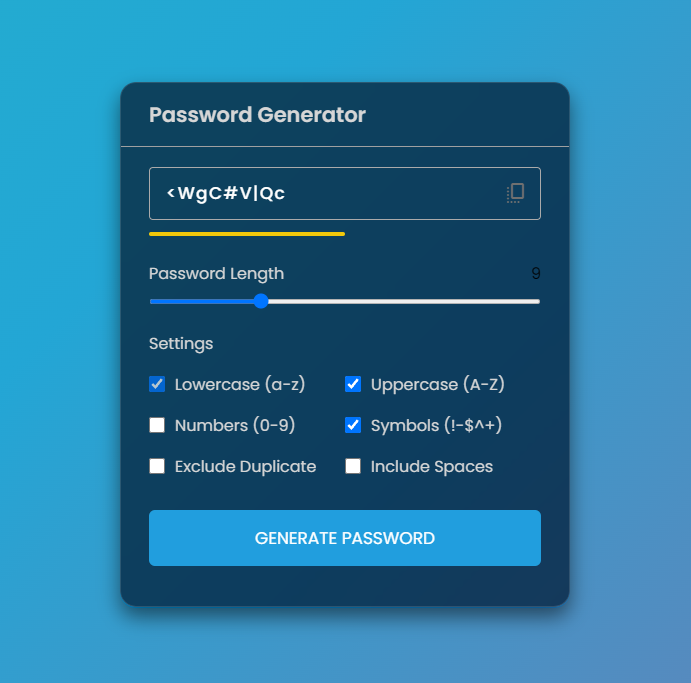 Password Generator
<WgC#V|Qc
Password Length 9
Settings
Lowercase (a-z) Uppercase (A-Z)
Numbers (0-9) Symbols (!-$^+)
Exclude Duplicate Include Spaces
GENERATE PASSWORD